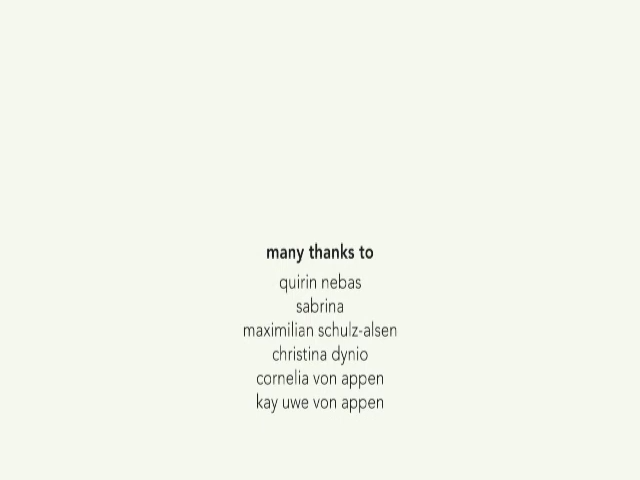 many thanks to
quirin nebas
sabrina
maximilian schulz-alsen
christina dynio
cornelia von appen
kay uwe von appen